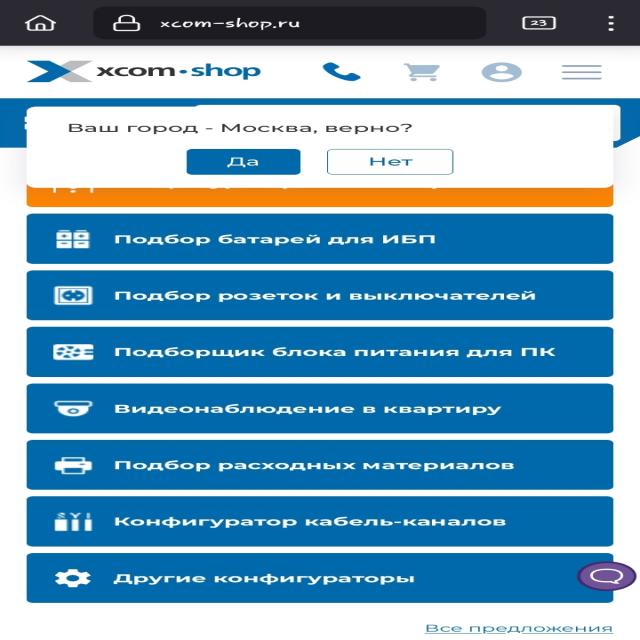 xcom-shop.ru
23
xcom•shop
Ваш город - Москва, верно?
Да
Нет
Подбор батарей для ИБП
Подбор розеток и выключателей
Подборщик блока питания для ПК
Видеонаблюдение в квартиру
Подбор расходных материалов
Конфигуратор кабель-каналов
Другие конфигураторы
Все предложения